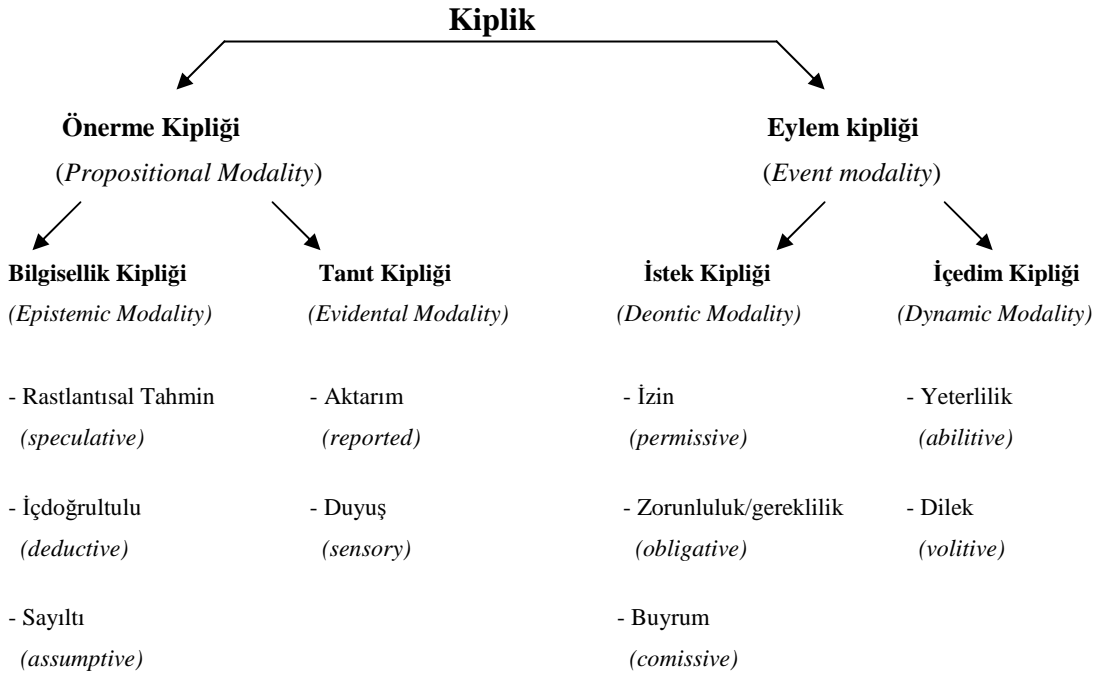 Kiplik
Önerme Kipliği Eylem kipliği
(Propositional Modality) (Event modality)
Bilgisellik Kipliği Tanıt Kipliği İstek Kipliği İçedim Kipliği
(Epistemic Modality) (Evidental Modality) (Deontic Modality) (Dynamic Modality)
- Rastlantısal Tahmin - Aktarım - İzin - Yeterlilik
(speculative) (reported) (permissive) (abilitive)
- İçdoğrultulu - Duyuş - Zorunluluk/gereklilik - Dilek
(deductive) (sensory) (obligative) (volitive)
- Sayıltı - Buyrum
(assumptive) (comissive)